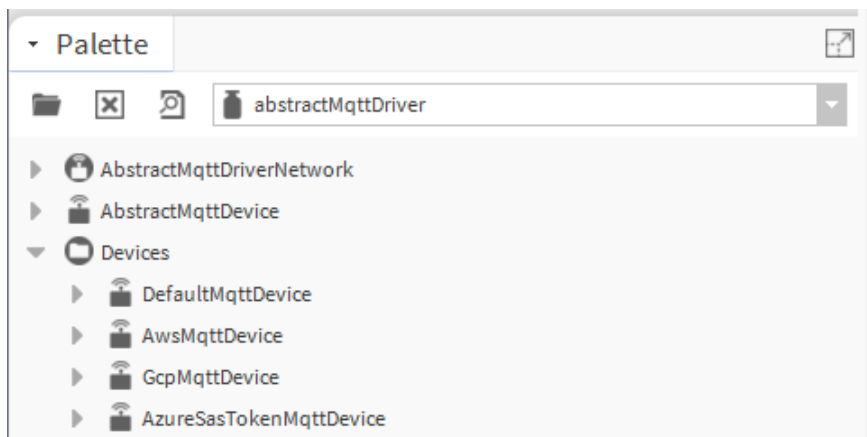 Palette
abstractMqttDriver
AbstractMqttDriverNetwork
AbstractMqttDevice
Devices
DefaultMqttDevice
AwsMqttDevice
GcpMqttDevice
AzureSasTokenMqttDevice